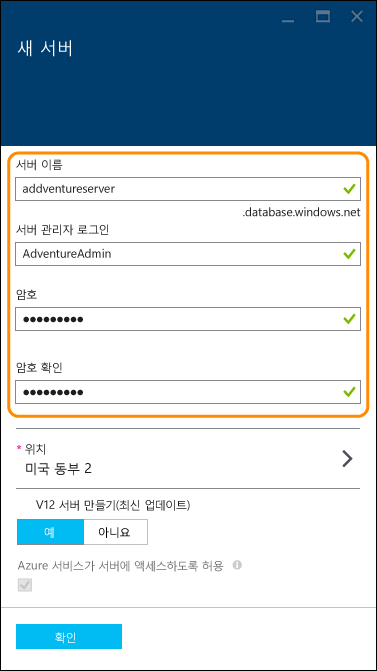 새 서버
서버 이름
addventureserver
.database.windows.net
서버 관리자 로그인
AdventureAdmin
암호
●●●●●●●●●
암호 확인
●●●●●●●●●
* 위치
미국 동부 2
V12 서버 만들기(최신 업데이트)
예 아니요
Azure 서비스가 서버에 액세스하도록 허용
확인